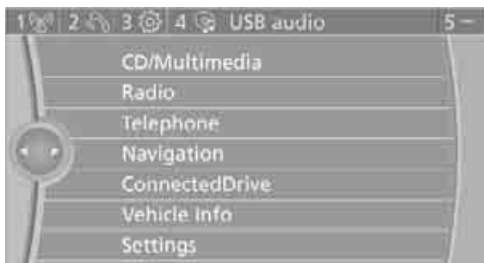 1 2 3 4 USB audio 5
CD/Multimedia
Radio
Telephone
Navigation
ConnectedDrive
Vehicle Info
Settings